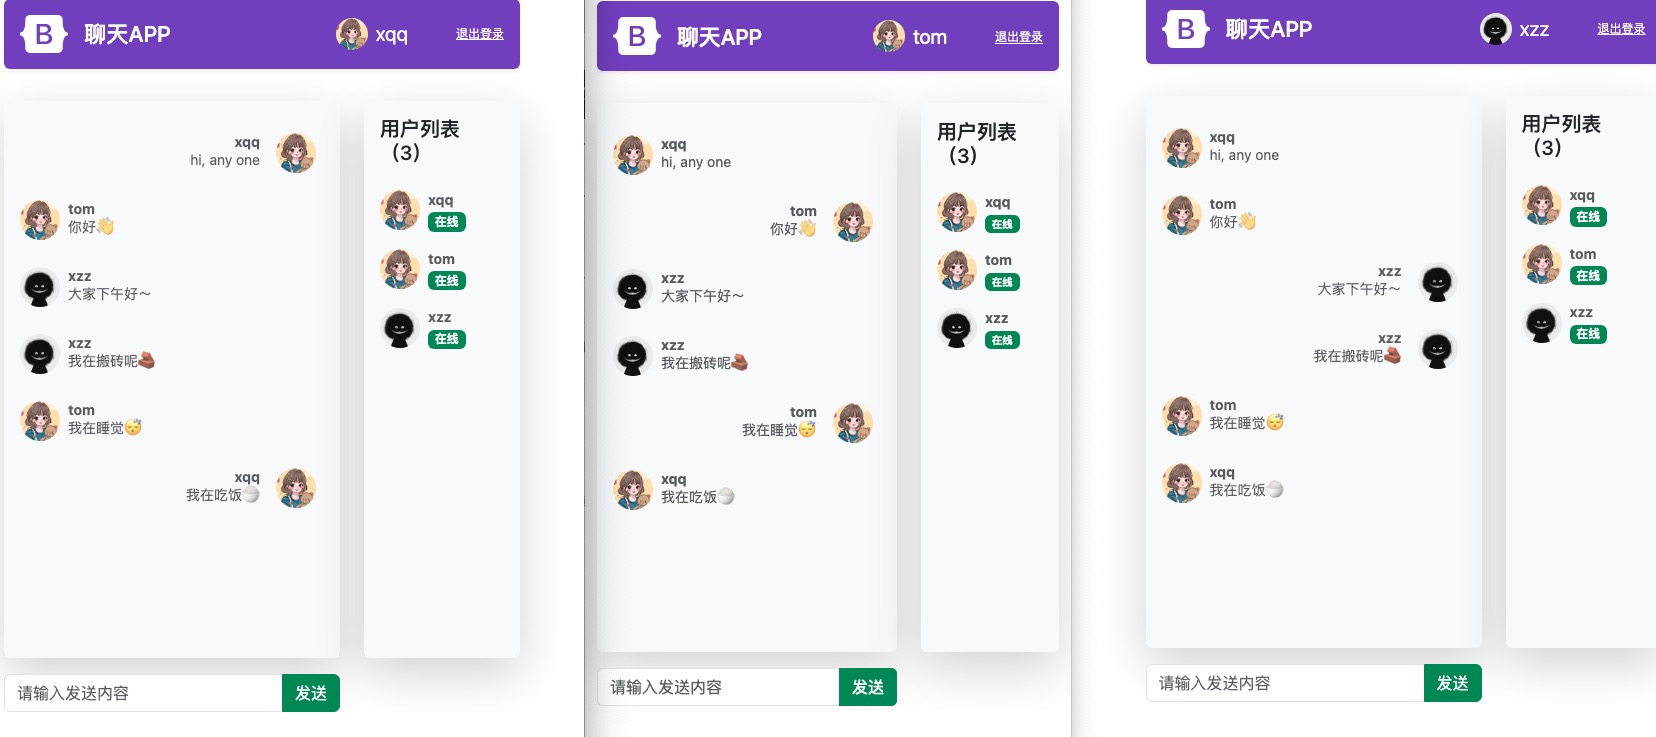 B 聊天APP xqq 退出登录
xqq
hi, any one
tom
你好👋
xzz
大家下午好～
xzz
我在搬砖呢🧱
tom
我在睡觉😴
xqq
我在吃饭🍚
用户列表
（3）
xqq
在线
tom
在线
xzz
在线
请输入发送内容 发送
B 聊天APP tom 退出登录
xqq
hi, any one
tom
你好👋
xzz
大家下午好～
xzz
我在搬砖呢🧱
tom
我在睡觉😴
xqq
我在吃饭🍚
用户列表
（3）
xqq
在线
tom
在线
xzz
在线
请输入发送内容 发送
B 聊天APP xzz 退出登录
xqq
hi, any one
tom
你好👋
xzz
大家下午好～
xzz
我在搬砖呢🧱
tom
我在睡觉😴
xqq
我在吃饭🍚
用户列表
（3）
xqq
在线
tom
在线
xzz
在线
请输入发送内容 发送